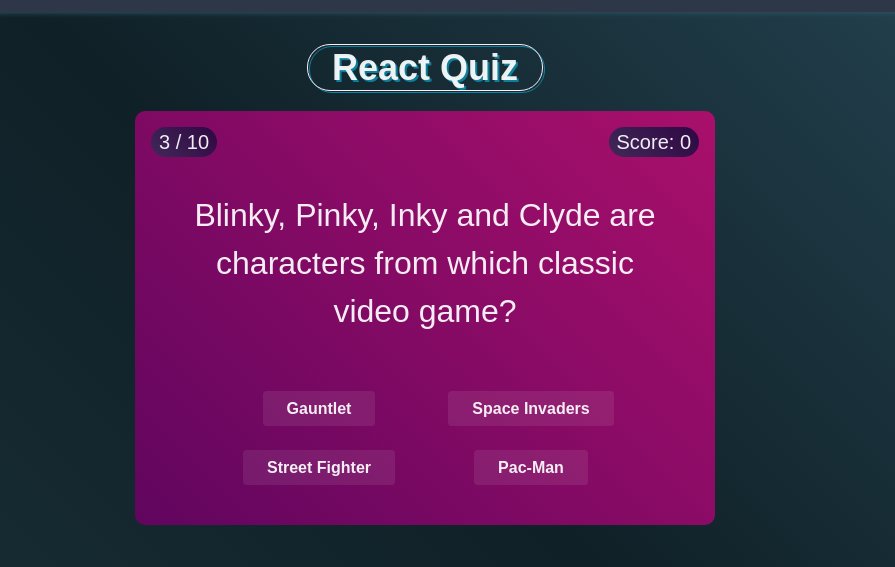 React Quiz
3 / 10
Score: 0
Blinky, Pinky, Inky and Clyde are
characters from which classic
video game?
Gauntlet
Space Invaders
Street Fighter
Pac-Man